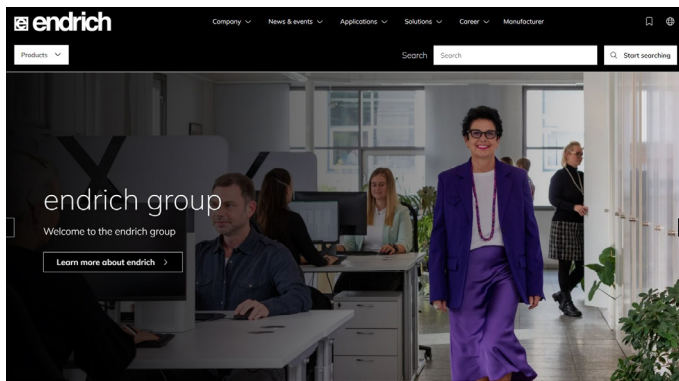 endrich
Company
News & events
Applications
Solutions
Career
Manufacturer
Products
Search
Search
Start searching
endrich group
Welcome to the endrich group
Learn more about endrich